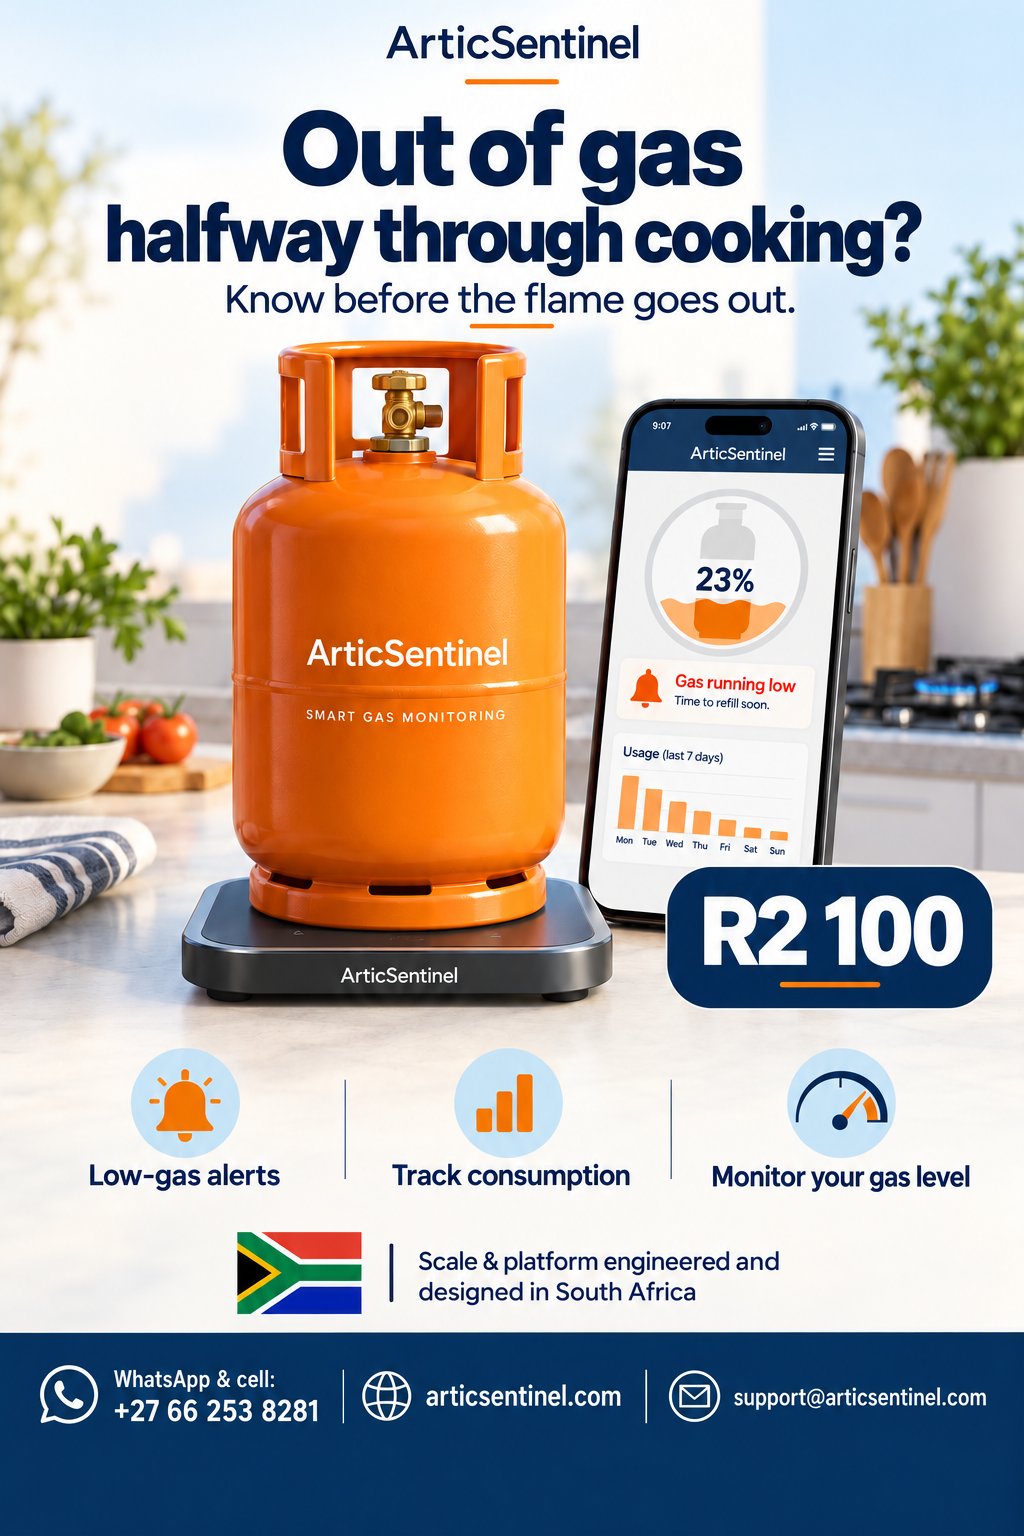 ArticSentinel
Out of gas
halfway through cooking?
Know before the flame goes out.
9:07
ArticSentinel
23%
Gas running low
Time to refill soon.
Usage (last 7 days)
Mon Tue Wed Thu Fri Sat Sun
ArticSentinel
SMART GAS MONITORING
ArticSentinel
R2 100
Low-gas alerts
Track consumption
Monitor your gas level
Scale & platform engineered and
designed in South Africa
WhatsApp & cell:
+27 66 253 8281
articsentinel.com
support@articsentinel.com